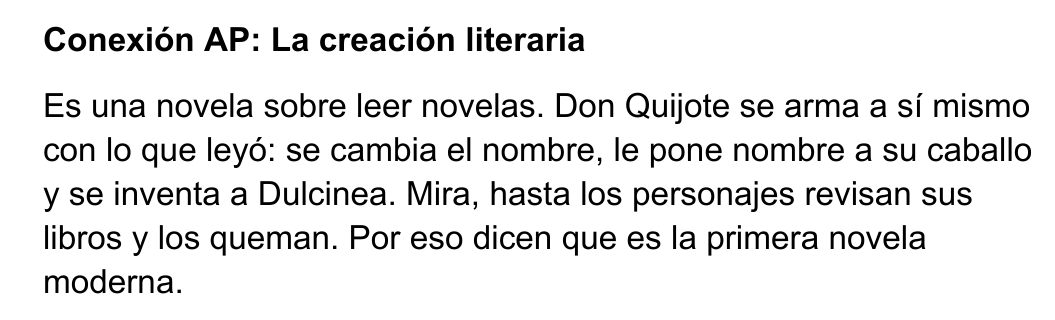 Conexión AP: La creación literaria
Es una novela sobre leer novelas. Don Quijote se arma a sí mismo
con lo que leyó: se cambia el nombre, le pone nombre a su caballo
y se inventa a Dulcinea. Mira, hasta los personajes revisan sus
libros y los queman. Por eso dicen que es la primera novela
moderna.